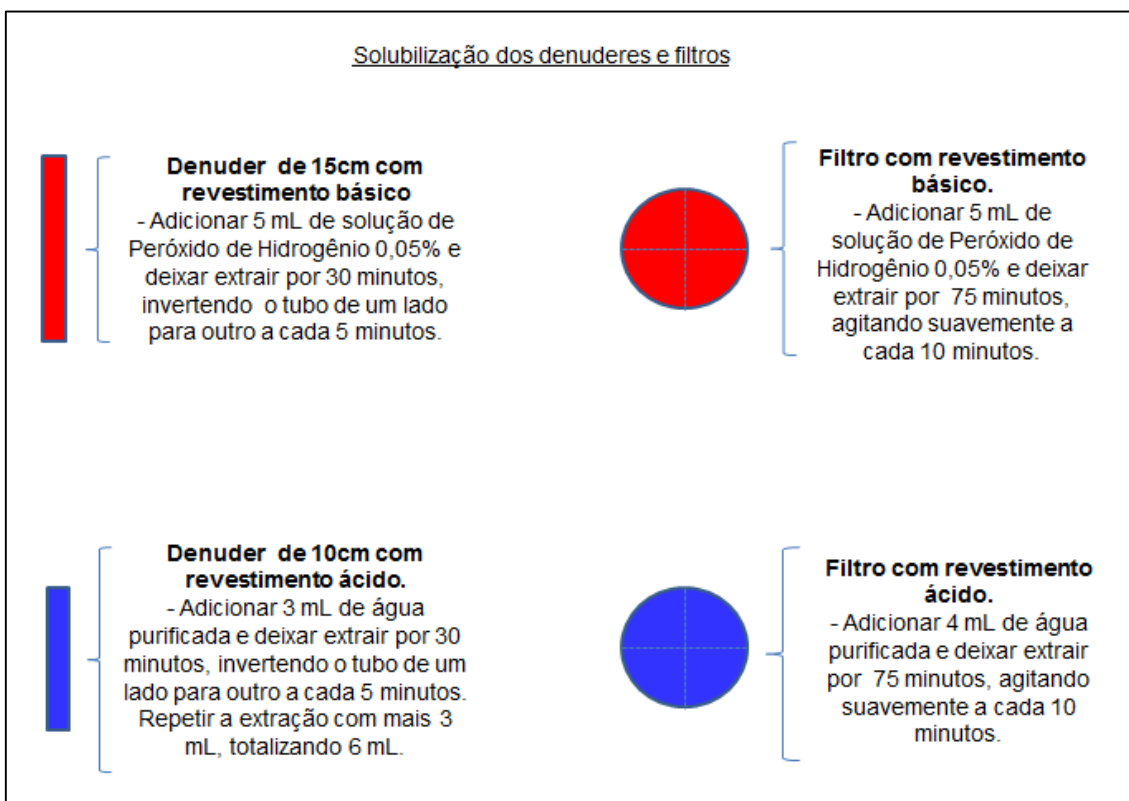 Solubilização dos denuderes e filtros
Denuder de 15cm com
revestimento básico
- Adicionar 5 mL de solução de
Peróxido de Hidrogênio 0,05% e
deixar extrair por 30 minutos,
invertendo o tubo de um lado
para outro a cada 5 minutos.
Filtro com revestimento
básico.
- Adicionar 5 mL de
solução de Peróxido de
Hidrogênio 0,05% e deixar
extrair por 75 minutos,
agitando suavemente a
cada 10 minutos.
Denuder de 10cm com
revestimento ácido.
- Adicionar 3 mL de água
purificada e deixar extrair por 30
minutos, invertendo o tubo de um
lado para outro a cada 5 minutos.
Repetir a extração com mais 3
mL, totalizando 6 mL.
Filtro com revestimento
ácido.
- Adicionar 4 mL de água
purificada e deixar extrair
por 75 minutos, agitando
suavemente a cada 10
minutos.